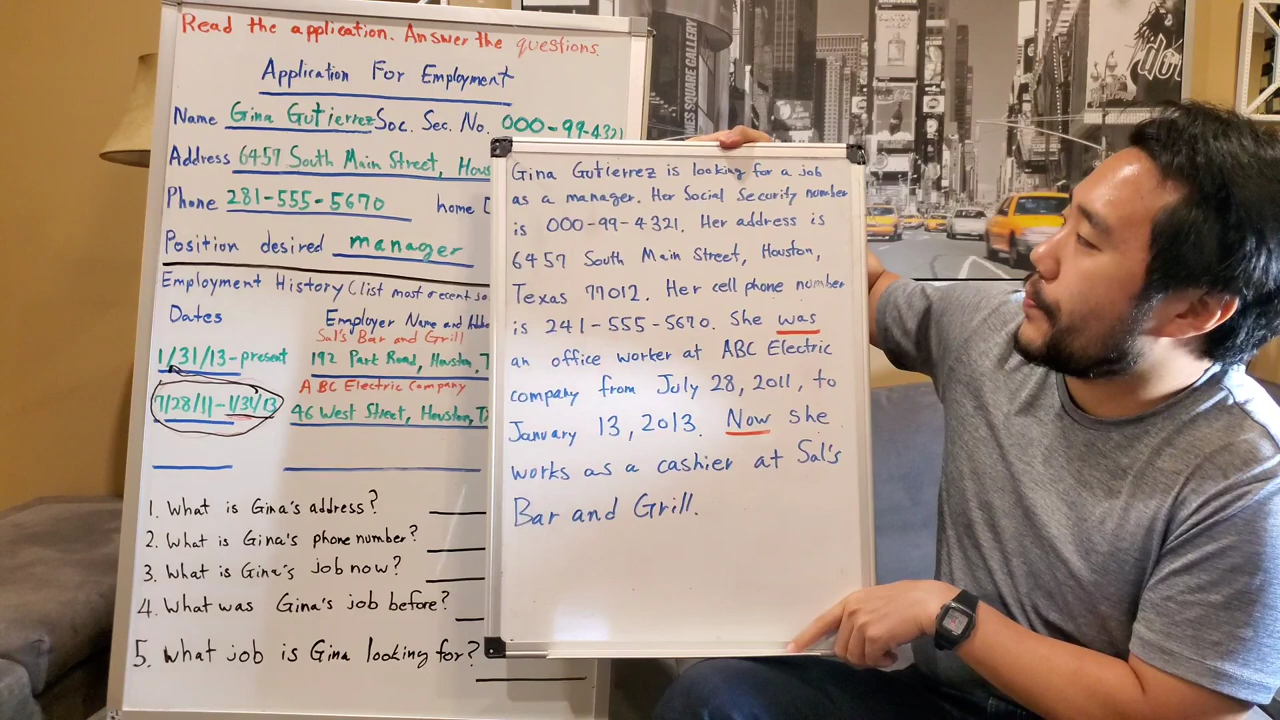 Read the application. Answer the questions.
Application For Employment
Name Gina Gutierrez Soc. Sec. No. 000-99-4321
Address 6457 South Main Street, Hous
Phone 281-555-5670 home
Position desired manager
Employment History (list most recent
Dates Employer Name and
Sal's Bar and Grill
1/31/13-present 192 Park Road, Houston, T
ABC Electric Company
7/28/11-1/31/13 46 West Street, Houston, TX
1. What is Gina's address?
2. What is Gina's phone number?
3. What is Gina's job now?
4. What was Gina's job before?
5. What job is Gina looking for?
Gina Gutierrez is looking for a job
as a manager. Her Social Security number
is 000-99-4321. Her address is
6457 South Main Street, Houston,
Texas 77012. Her cell phone number
is 241-555-5670. She was
an office worker at ABC Electric
company from July 28, 2011, to
January 13, 2013. Now she
works as a cashier at Sal's
Bar and Grill.
MES SQUARE GALLERY
SAMSUNG